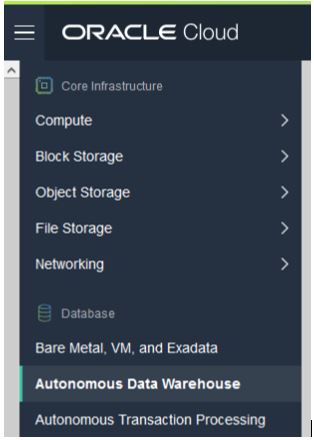 ORACLE Cloud
Core Infrastructure
Compute
Block Storage
Object Storage
File Storage
Networking
Database
Bare Metal, VM, and Exadata
Autonomous Data Warehouse
Autonomous Transaction Processing